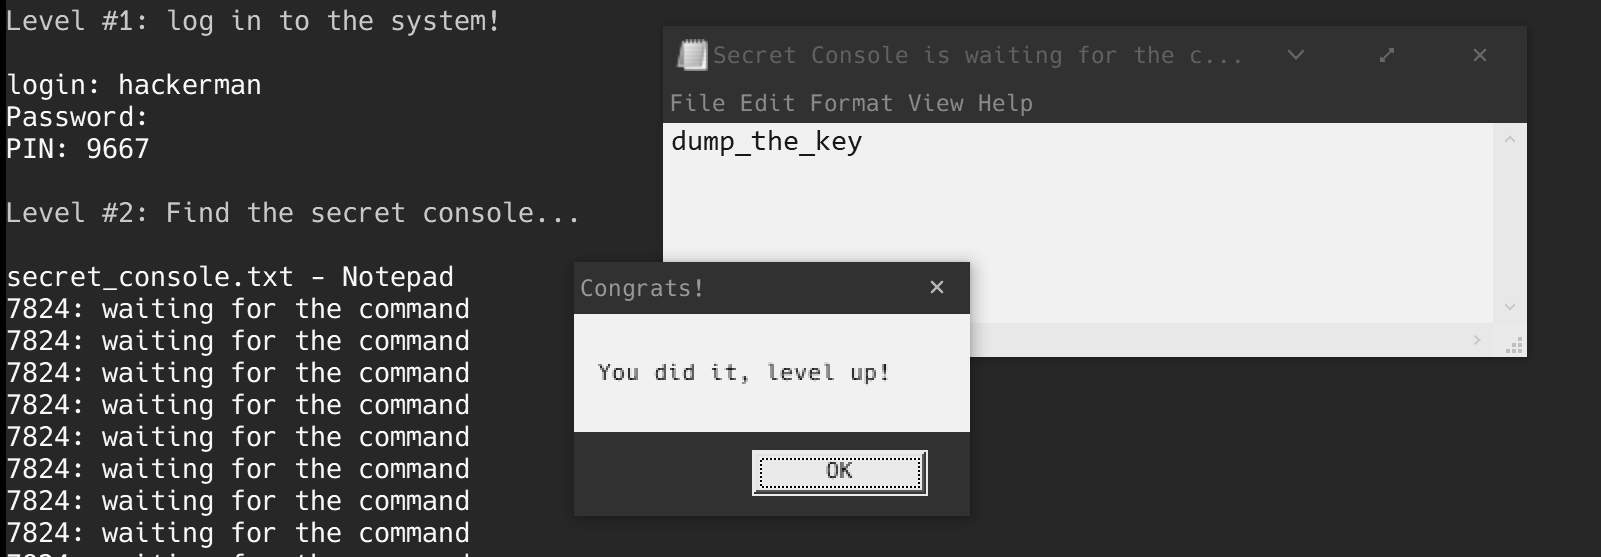 Level #1: log in to the system!
login: hackerman
Password:
PIN: 9667
Level #2: Find the secret console...
secret_console.txt - Notepad
7824: waiting for the command
7824: waiting for the command
7824: waiting for the command
7824: waiting for the command
7824: waiting for the command
7824: waiting for the command
7824: waiting for the command
7824: waiting for the command
Secret Console is waiting for the c...
File Edit Format View Help
dump_the_key
Congrats!
You did it, level up!
OK